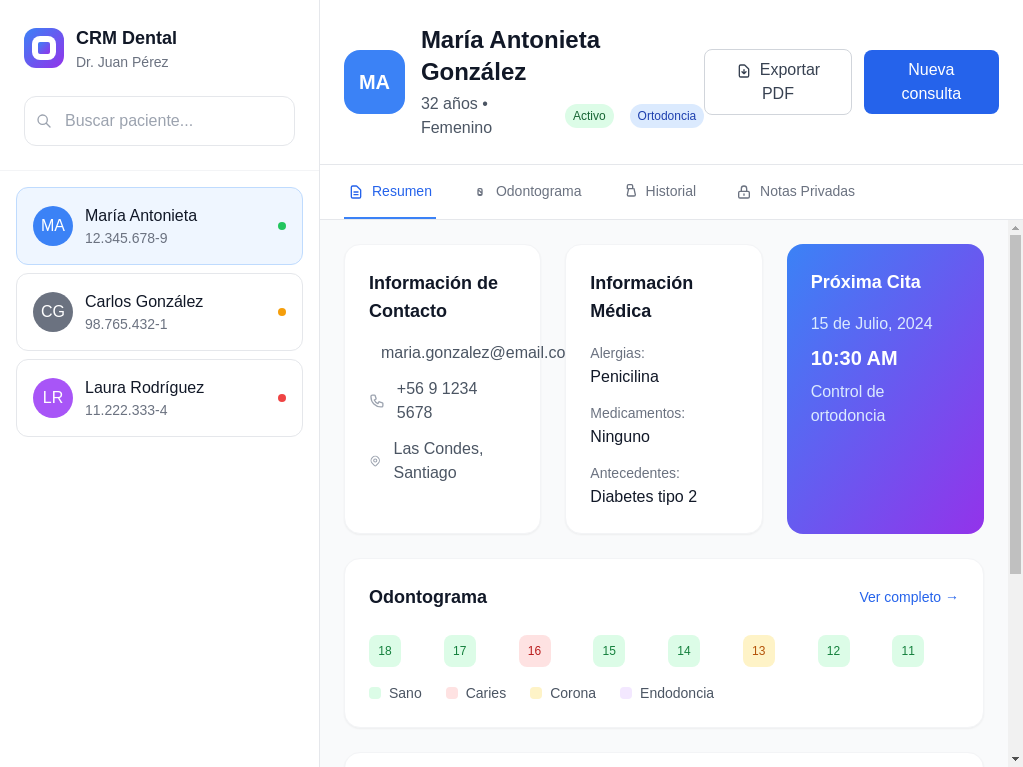 CRM Dental
Dr. Juan Pérez
Buscar paciente...
MA
María Antonieta
12.345.678-9
CG
Carlos González
98.765.432-1
LR
Laura Rodríguez
11.222.333-4
MA
María Antonieta
González
32 años •
Femenino
Activo
Ortodoncia
Exportar
PDF
Nueva
consulta
Resumen
Odontograma
Historial
Notas Privadas
Información de
Contacto
maria.gonzalez@email.co
+56 9 1234
5678
Las Condes,
Santiago
Información
Médica
Alergias:
Penicilina
Medicamentos:
Ninguno
Antecedentes:
Diabetes tipo 2
Próxima Cita
15 de Julio, 2024
10:30 AM
Control de
ortodoncia
Odontograma
Ver completo →
18 17 16 15 14 13 12 11
Sano Caries Corona Endodoncia